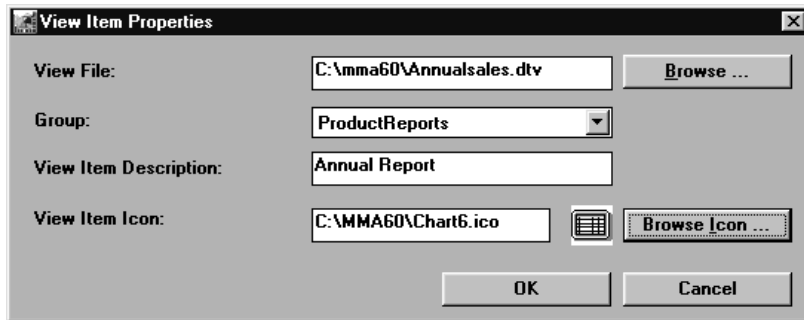 View Item Properties
View File: C:\mma60\Annualsales.dtv Browse ...
Group: ProductReports
View Item Description: Annual Report
View Item Icon: C:\MMA60\Chart6.ico Browse Icon ...
OK Cancel